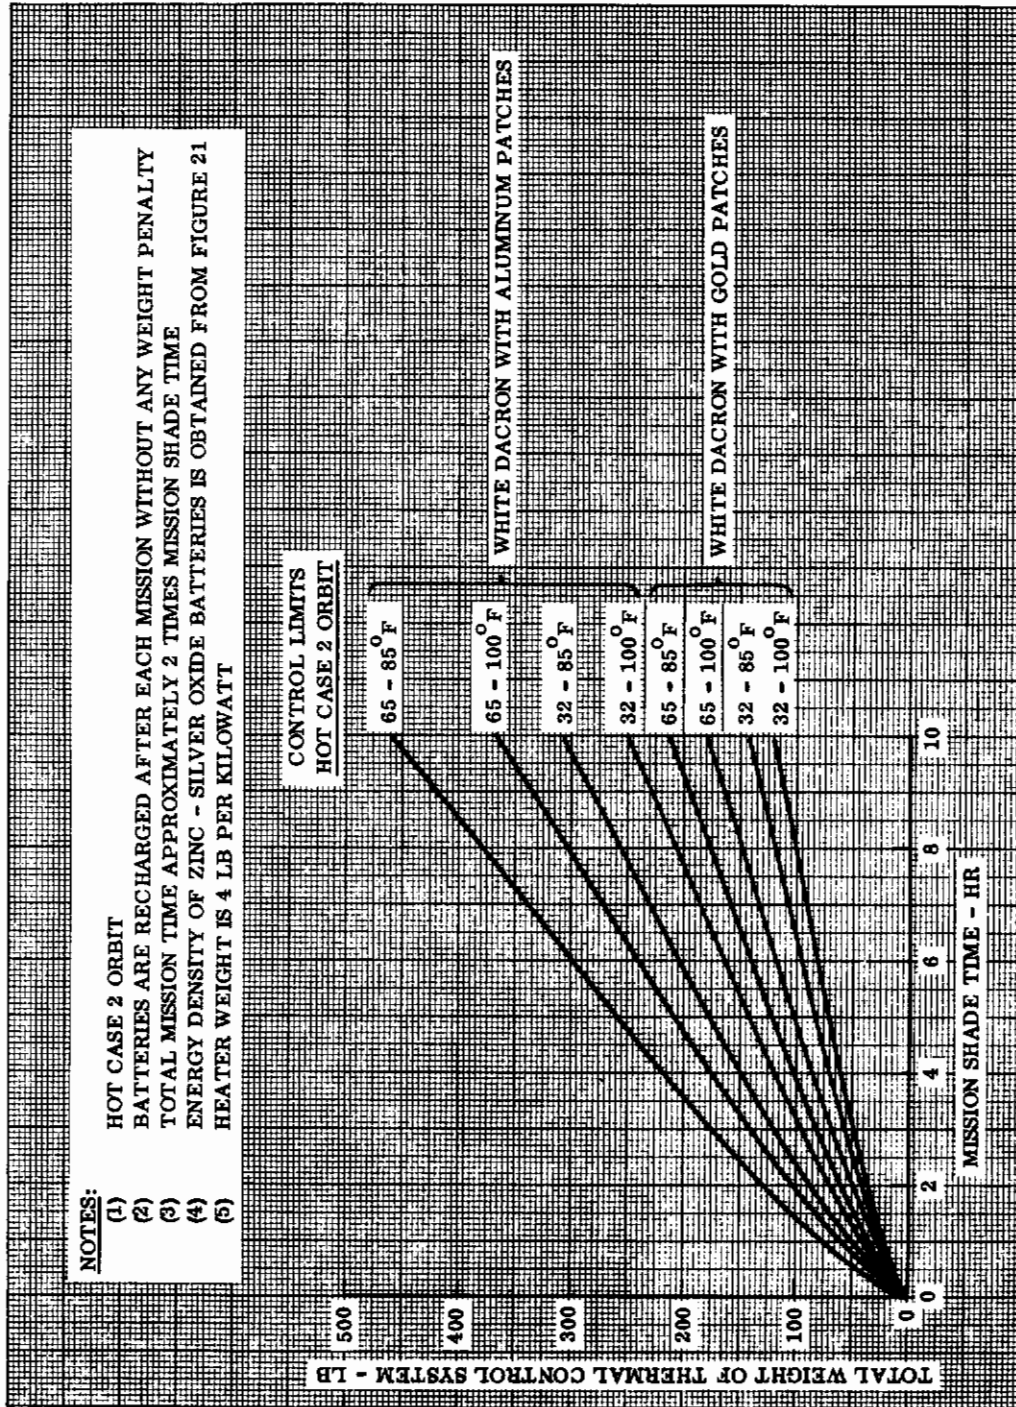 NOTES:
(1) HOT CASE 2 ORBIT
(2) BATTERIES ARE RECHARGED AFTER EACH MISSION WITHOUT ANY WEIGHT PENALTY
(3) TOTAL MISSION TIME APPROXIMATELY 2 TIMES MISSION SHADE TIME
(4) ENERGY DENSITY OF ZINC - SILVER OXIDE BATTERIES IS OBTAINED FROM FIGURE 21
(5) HEATER WEIGHT IS 4 LB PER KILOWATT
CONTROL LIMITS
HOT CASE 2 ORBIT
65 - 85°F
65 - 100°F
32 - 85°F
32 - 100°F
WHITE DACRON WITH ALUMINUM PATCHES
65 - 85°F
65 - 100°F
32 - 85°F
32 - 100°F
WHITE DACRON WITH GOLD PATCHES
TOTAL WEIGHT OF THERMAL CONTROL SYSTEM - LB
500
400
300
200
100
0
0 2 4 6 8 10
MISSION SHADE TIME - HR